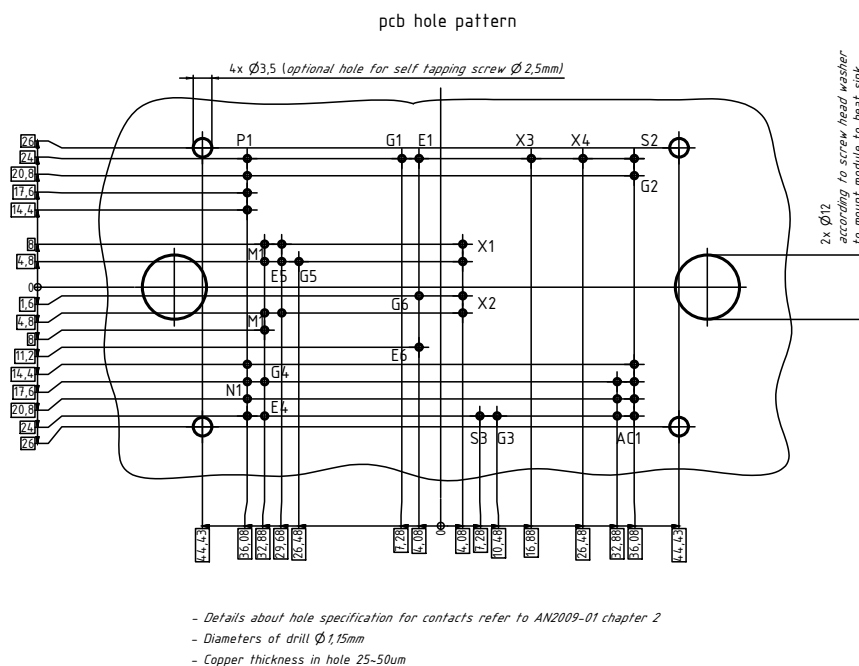 pcb hole pattern
4x Ø3,5 (optional hole for self tapping screw Ø 2,5mm)
2x Ø12
according to screw head washer
to mount module to heat sink
P1
G1
E1
X3
X4
S2
G2
M1
E5
G5
X1
G6
X2
M1
E6
G4
N1
E4
S3
G3
AC1
26
24
20,8
17,6
14,4
8
4,8
0
1,6
4,8
8
11,2
14,4
17,6
20,8
24
26
44,43
36,08
32,88
29,68
26,48
7,28
4,08
0
4,08
7,28
10,48
16,88
26,48
32,88
36,08
44,43
- Details about hole specification for contacts refer to AN2009-01 chapter 2
- Diameters of drill Ø 1,15mm
- Copper thickness in hole 25~50um